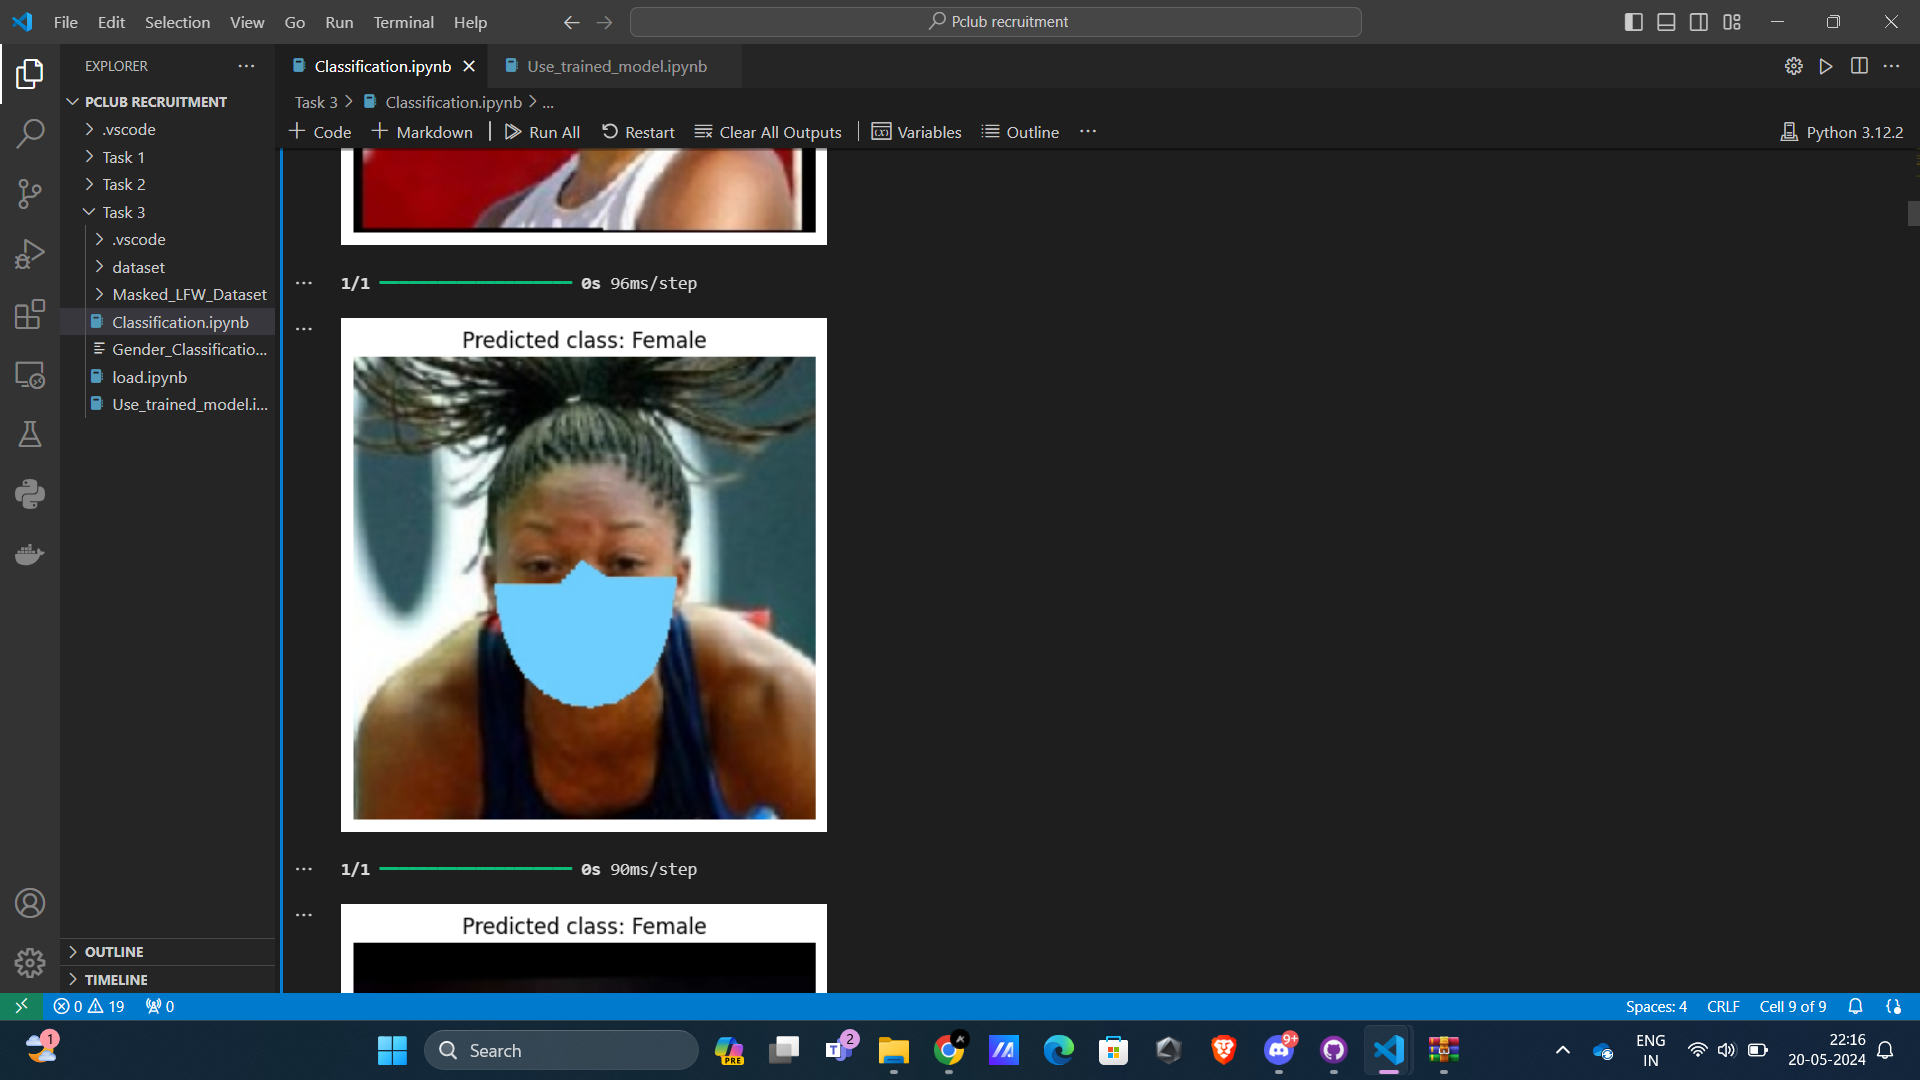 File Edit Selection View Go Run Terminal Help
Pclub recruitment
EXPLORER
PCLUB RECRUITMENT
.vscode
Task 1
Task 2
Task 3
.vscode
dataset
Masked_LFW_Dataset
Classification.ipynb
Gender_Classificatio...
load.ipynb
Use_trained_model.i...
OUTLINE
TIMELINE
Classification.ipynb
Use_trained_model.ipynb
Task 3 > Classification.ipynb > ...
Code Markdown Run All Restart Clear All Outputs Variables Outline ... Python 3.12.2
1/1 0s 96ms/step
Predicted class: Female
1/1 0s 90ms/step
Predicted class: Female
0 19 0
Spaces: 4 CRLF Cell 9 of 9
1
Search
PRE
2
9+
ENG
IN
22:16
20-05-2024